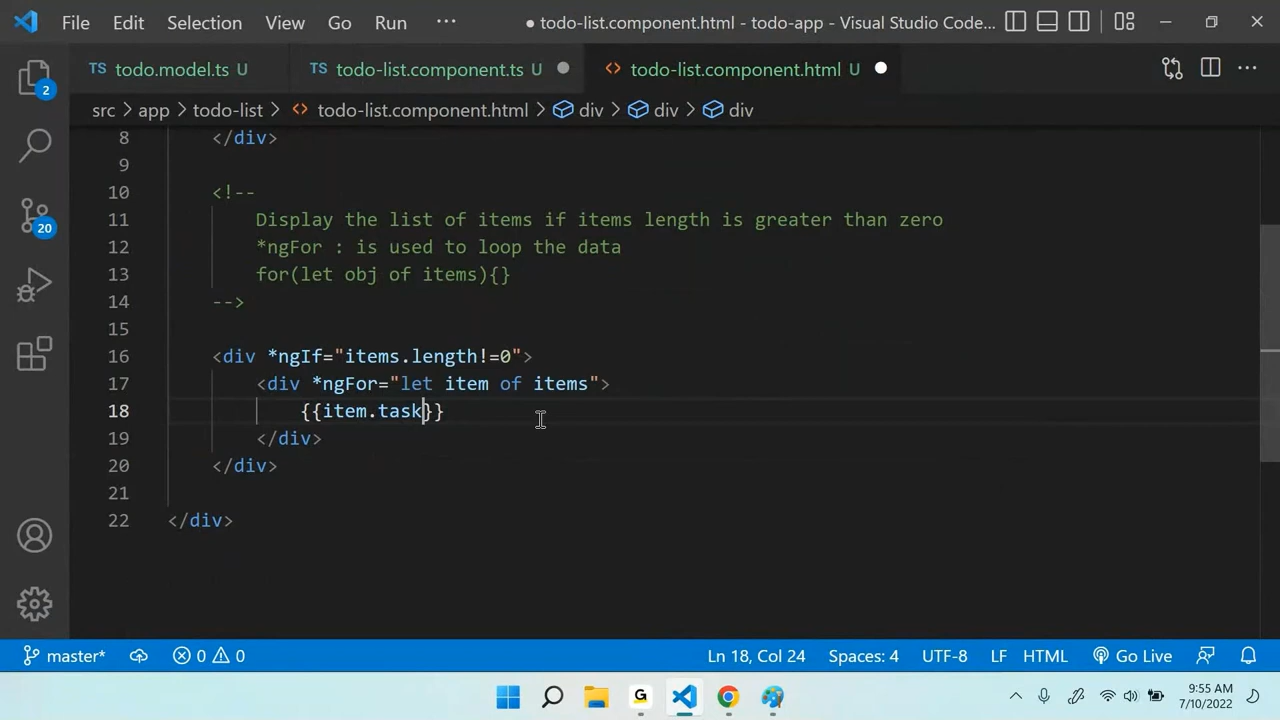 File Edit Selection View Go Run ··· ● todo-list.component.html - todo-app - Visual Studio Code...
TS todo.model.ts U TS todo-list.component.ts U <> todo-list.component.html U
src > app > todo-list > <> todo-list.component.html > div > div > div
2
20
8 </div>
9
10 <!--
11 Display the list of items if items length is greater than zero
12 *ngFor : is used to loop the data
13 for(let obj of items){}
14 -->
15
16 <div *ngIf="items.length!=0">
17 <div *ngFor="let item of items">
18 {{item.task}}
19 </div>
20 </div>
21
22 </div>
master* 0 0 Ln 18, Col 24 Spaces: 4 UTF-8 LF HTML Go Live
G 9:55 AM
7/10/2022